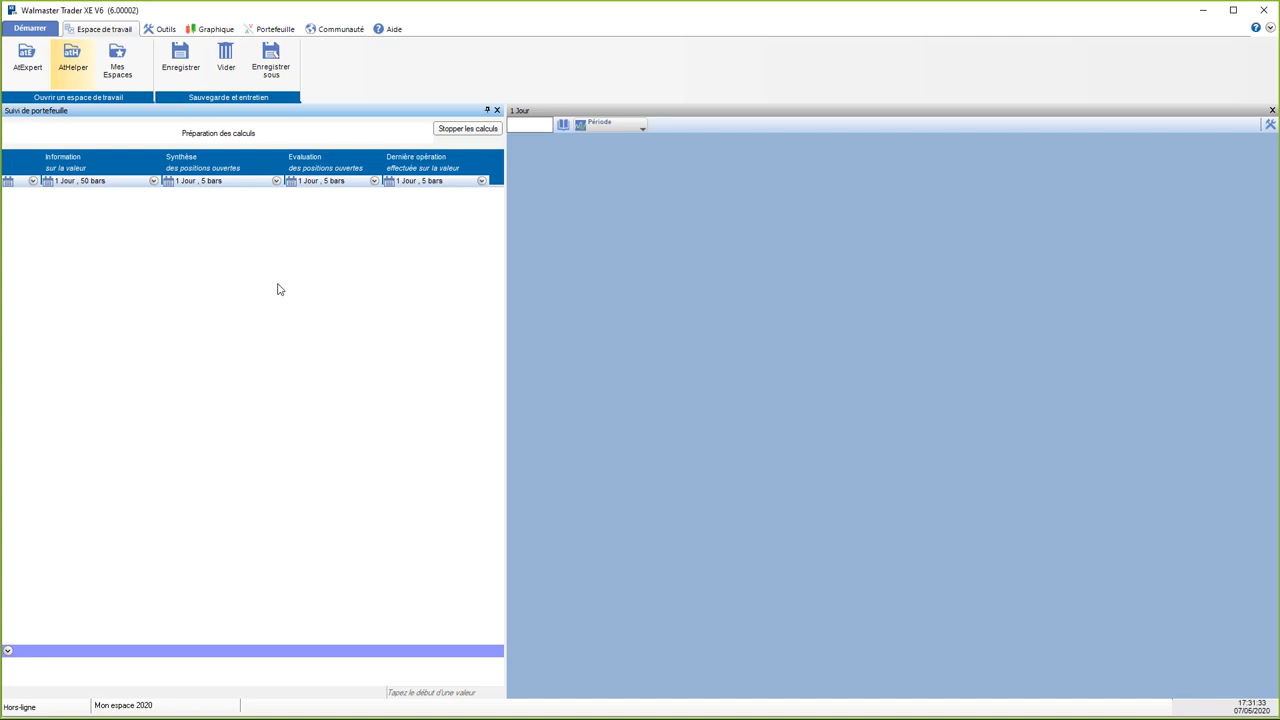 Walmaster Trader XE V6 (6.00002)
Démarrer
Espace de travail
Outils
Graphique
Portefeuille
Communauté
Aide
AtExpert
AtHelper
Mes
Espaces
Enregistrer
Vider
Enregistrer
sous
Ouvrir un espace de travail
Sauvegarde et entretien
Suivi de portefeuille
1 Jour
Préparation des calculs
Stopper les calculs
Période
Information
sur la valeur
Synthèse
des positions ouvertes
Evaluation
des positions ouvertes
Dernière opération
effectuée sur la valeur
1 Jour , 50 bars
1 Jour , 5 bars
1 Jour , 5 bars
1 Jour , 5 bars
Tapez le début d'une valeur
Hors-ligne
Mon espace 2020
17:31:33
07/05/2020